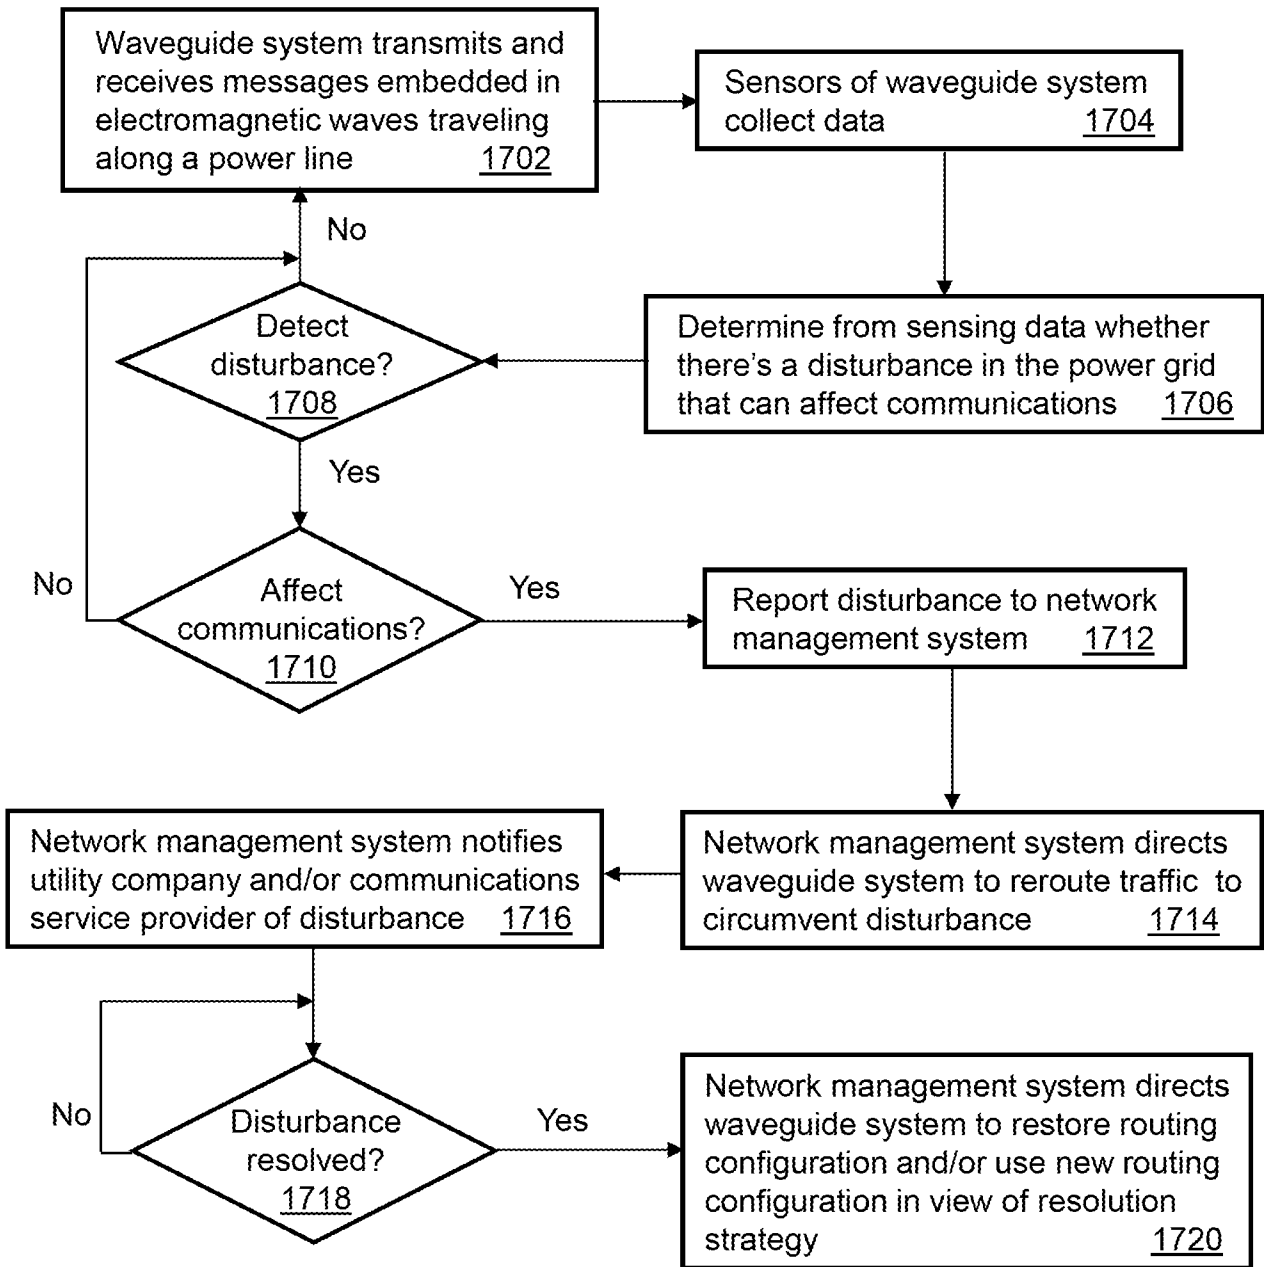 Waveguide system transmits and
receives messages embedded in
electromagnetic waves traveling
along a power line 1702
Sensors of waveguide system
collect data 1704
No
Detect
disturbance?
1708
Determine from sensing data whether
there's a disturbance in the power grid
that can affect communications 1706
Yes
No
Affect
communications?
1710
Yes
Report disturbance to network
management system 1712
Network management system directs
waveguide system to reroute traffic to
circumvent disturbance 1714
Network management system notifies
utility company and/or communications
service provider of disturbance 1716
No
Disturbance
resolved?
1718
Yes
Network management system directs
waveguide system to restore routing
configuration and/or use new routing
configuration in view of resolution
strategy 1720